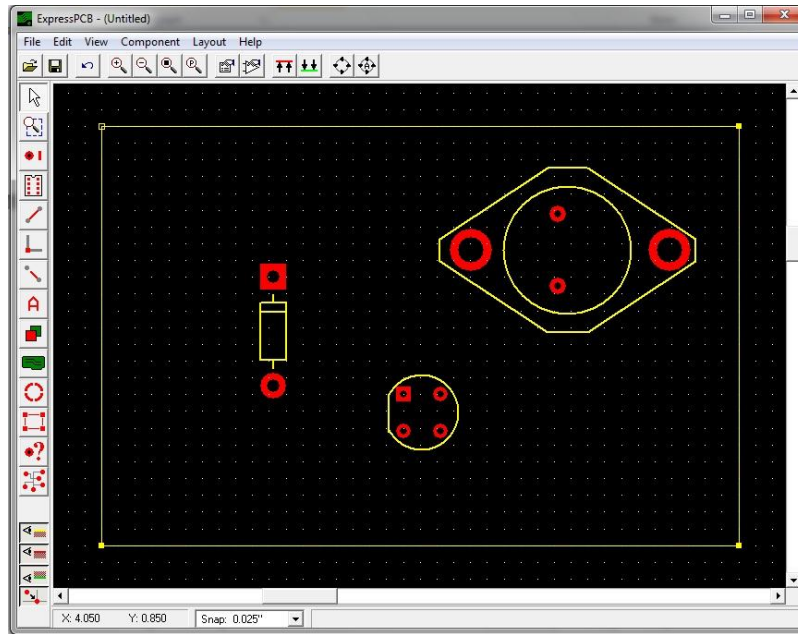 ExpressPCB - (Untitled)
File Edit View Component Layout Help
A
?
X: 4.050 Y: 0.850 Snap: 0.025"